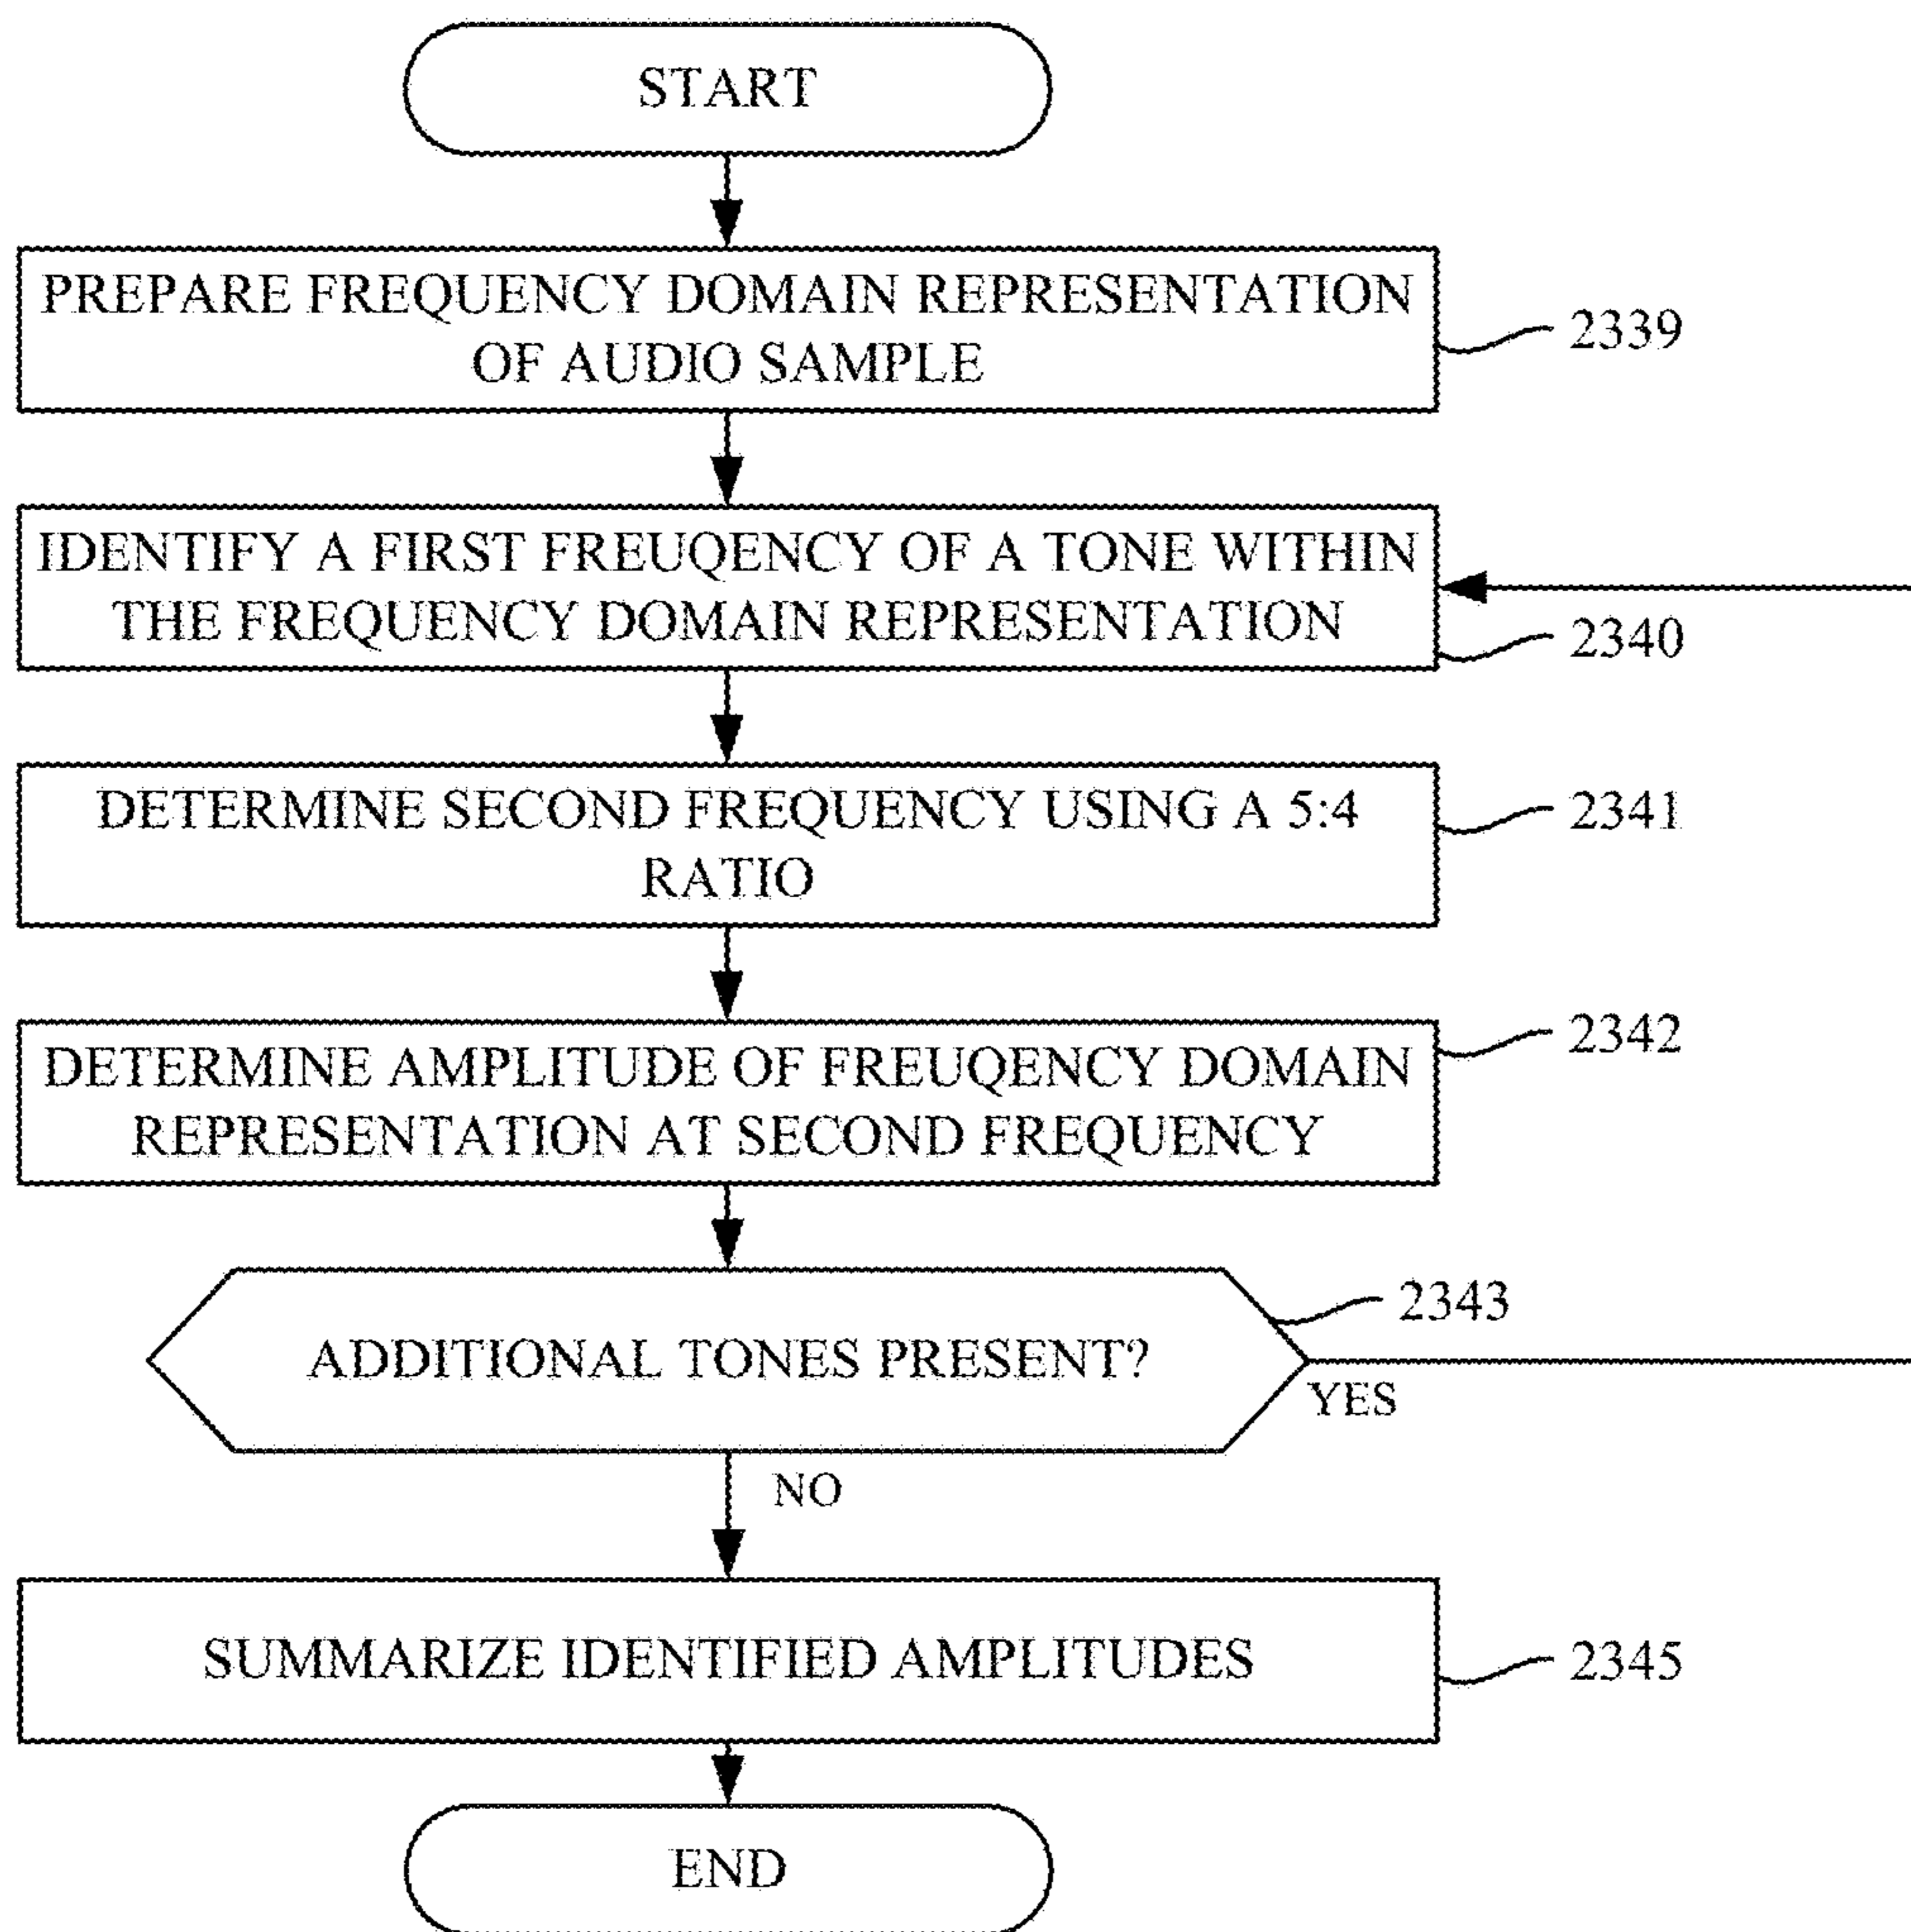 START
PREPARE FREQUENCY DOMAIN REPRESENTATION
OF AUDIO SAMPLE
2339
IDENTIFY A FIRST FREUQENCY OF A TONE WITHIN
THE FREQUENCY DOMAIN REPRESENTATION
2340
DETERMINE SECOND FREQUENCY USING A 5:4
RATIO
2341
DETERMINE AMPLITUDE OF FREUQENCY DOMAIN
REPRESENTATION AT SECOND FREQUENCY
2342
ADDITIONAL TONES PRESENT?
2343
YES
NO
SUMMARIZE IDENTIFIED AMPLITUDES
2345
END